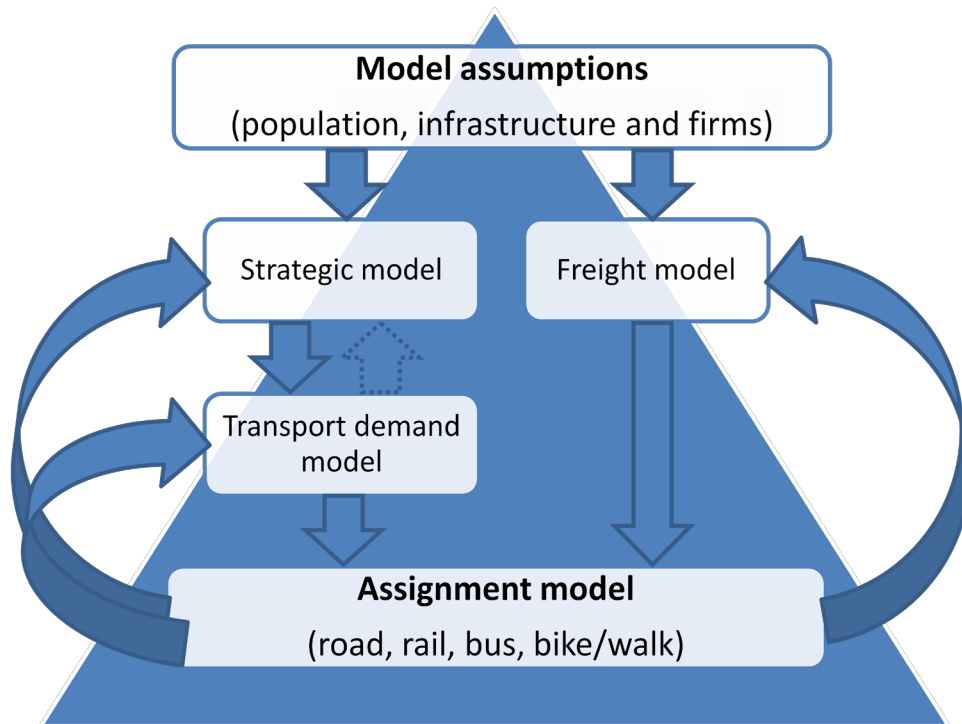 Model assumptions
(population, infrastructure and firms)
Strategic model
Freight model
Transport demand
model
Assignment model
(road, rail, bus, bike/walk)